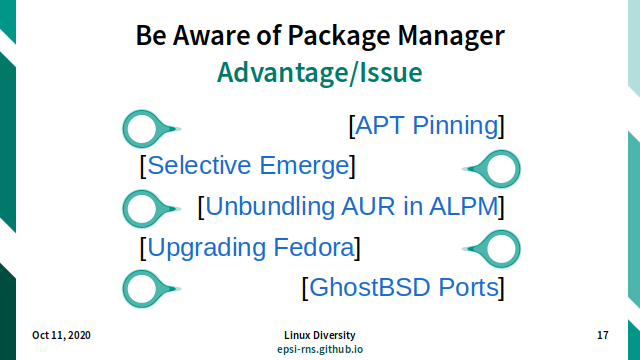 Be Aware of Package Manager
Advantage/Issue
[APT Pinning]
[Selective Emerge]
[Unbundling AUR in ALPM]
[Upgrading Fedora]
[GhostBSD Ports]
Oct 11, 2020
Linux Diversity
17
epsi-rns.github.io